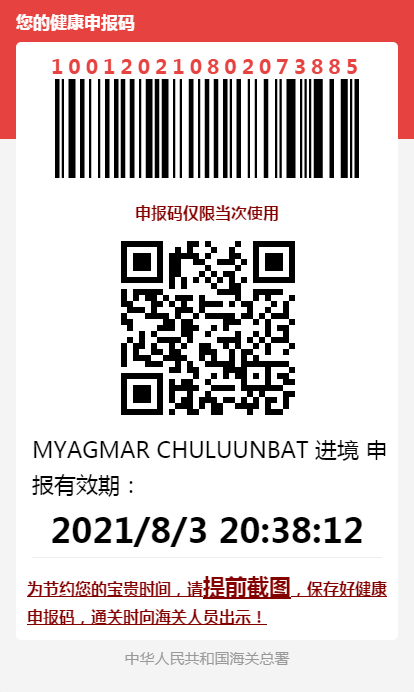 您的健康申报码
100120210802073885
申报码仅限当次使用
MYAGMAR CHULUUNBAT 进境 申
报有效期：
2021/8/3 20:38:12
为节约您的宝贵时间，请提前截图，保存好健康
申报码，通关时向海关人员出示！
中华人民共和国海关总署